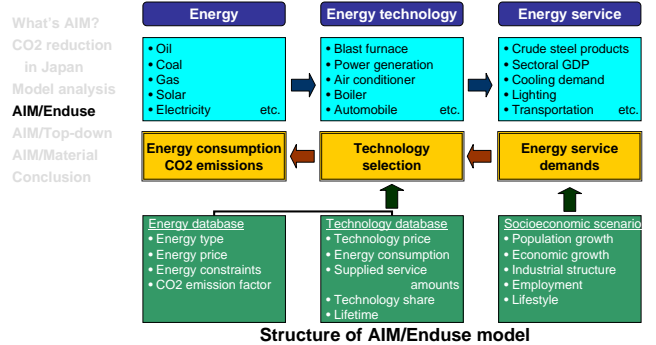 What's AIM?
CO2 reduction
in Japan
Model analysis
AIM/Enduse
AIM/Top-down
AIM/Material
Conclusion
Energy
Energy technology
Energy service
• Oil
• Coal
• Gas
• Solar
• Electricity etc.
• Blast furnace
• Power generation
• Air conditioner
• Boiler
• Automobile etc.
• Crude steel products
• Sectoral GDP
• Cooling demand
• Lighting
• Transportation etc.
Energy consumption
CO2 emissions
Technology
selection
Energy service
demands
Energy database
• Energy type
• Energy price
• Energy constraints
• CO2 emission factor
Technology database
• Technology price
• Energy consumption
• Supplied service
amounts
• Technology share
• Lifetime
Socioeconomic scenario
• Population growth
• Economic growth
• Industrial structure
• Employment
• Lifestyle
Structure of AIM/Enduse model